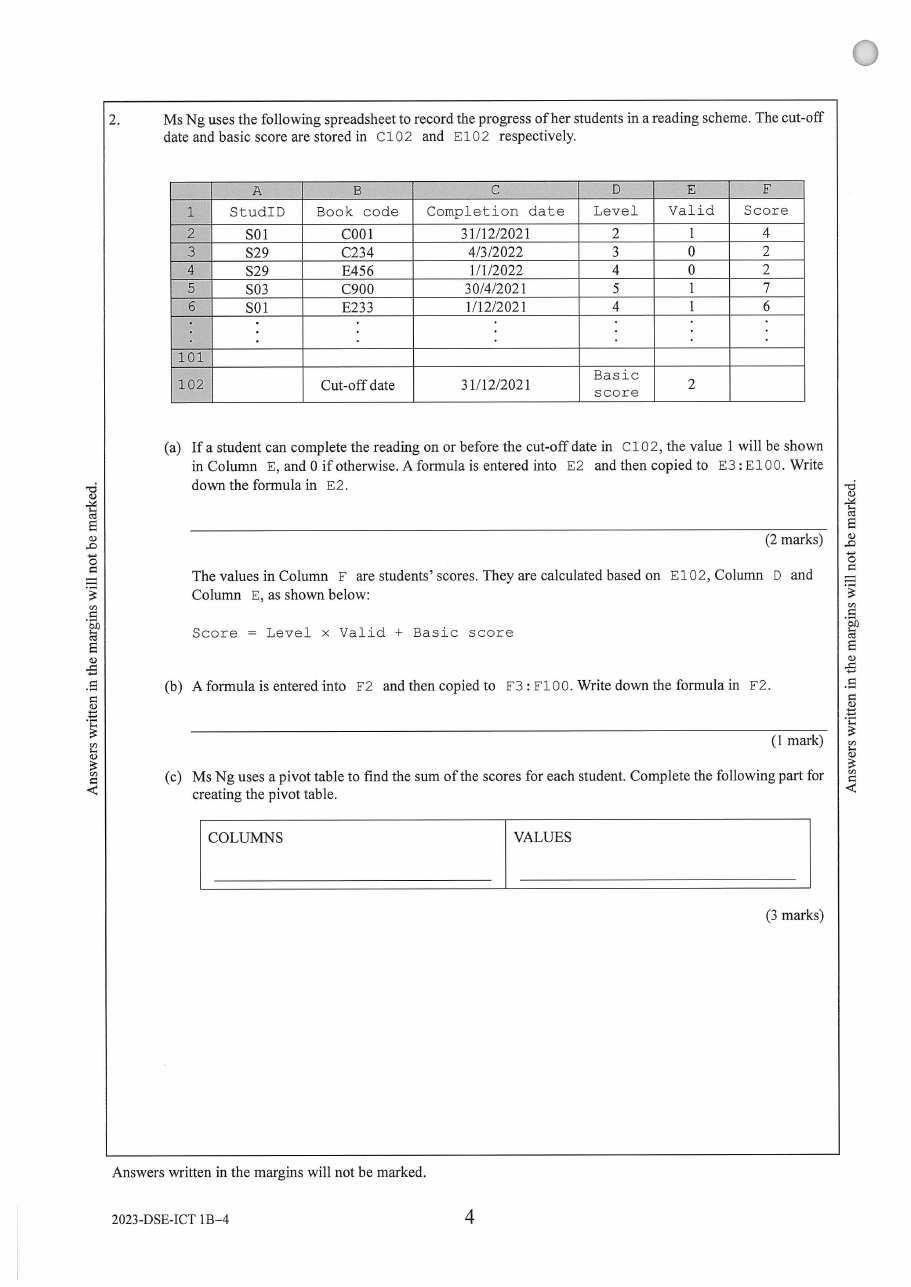 2. Ms Ng uses the following spreadsheet to record the progress of her students in a reading scheme. The cut-off
date and basic score are stored in C102 and E102 respectively.
A B C D E F
1 StudID Book code Completion date Level Valid Score
2 S01 C001 31/12/2021 2 1 4
3 S29 C234 4/3/2022 3 0 2
4 S29 E456 1/1/2022 4 0 2
5 S03 C900 30/4/2021 5 1 7
6 S01 E233 1/12/2021 4 1 6
101
102 Cut-off date 31/12/2021 Basic score 2
(a) If a student can complete the reading on or before the cut-off date in C102, the value 1 will be shown
in Column E, and 0 if otherwise. A formula is entered into E2 and then copied to E3:E100. Write
down the formula in E2.
(2 marks)
The values in Column F are students' scores. They are calculated based on E102, Column D and
Column E, as shown below:
Score = Level × Valid + Basic score
(b) A formula is entered into F2 and then copied to F3:F100. Write down the formula in F2.
(1 mark)
(c) Ms Ng uses a pivot table to find the sum of the scores for each student. Complete the following part for
creating the pivot table.
COLUMNS VALUES
(3 marks)
Answers written in the margins will not be marked.
Answers written in the margins will not be marked.
Answers written in the margins will not be marked.
2023-DSE-ICT 1B–4 4